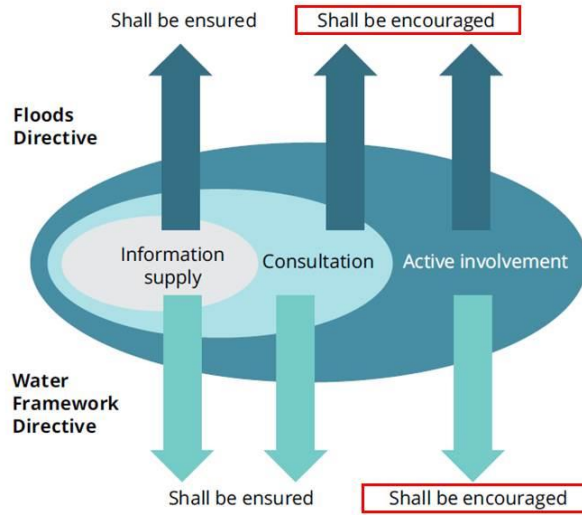 Shall be ensured
Shall be encouraged
Floods
Directive
Information
supply
Consultation
Active involvement
Water
Framework
Directive
Shall be ensured
Shall be encouraged